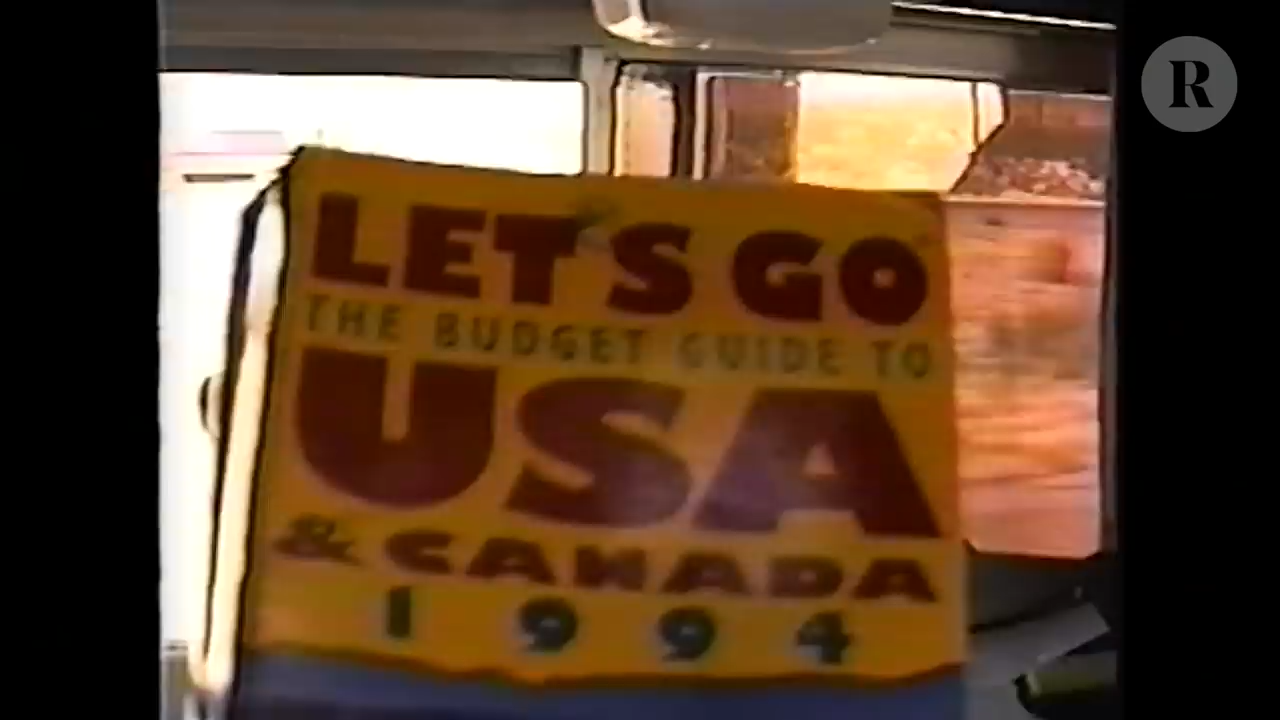 R
LET'S GO
THE BUDGET GUIDE TO
USA
& CANADA
1994